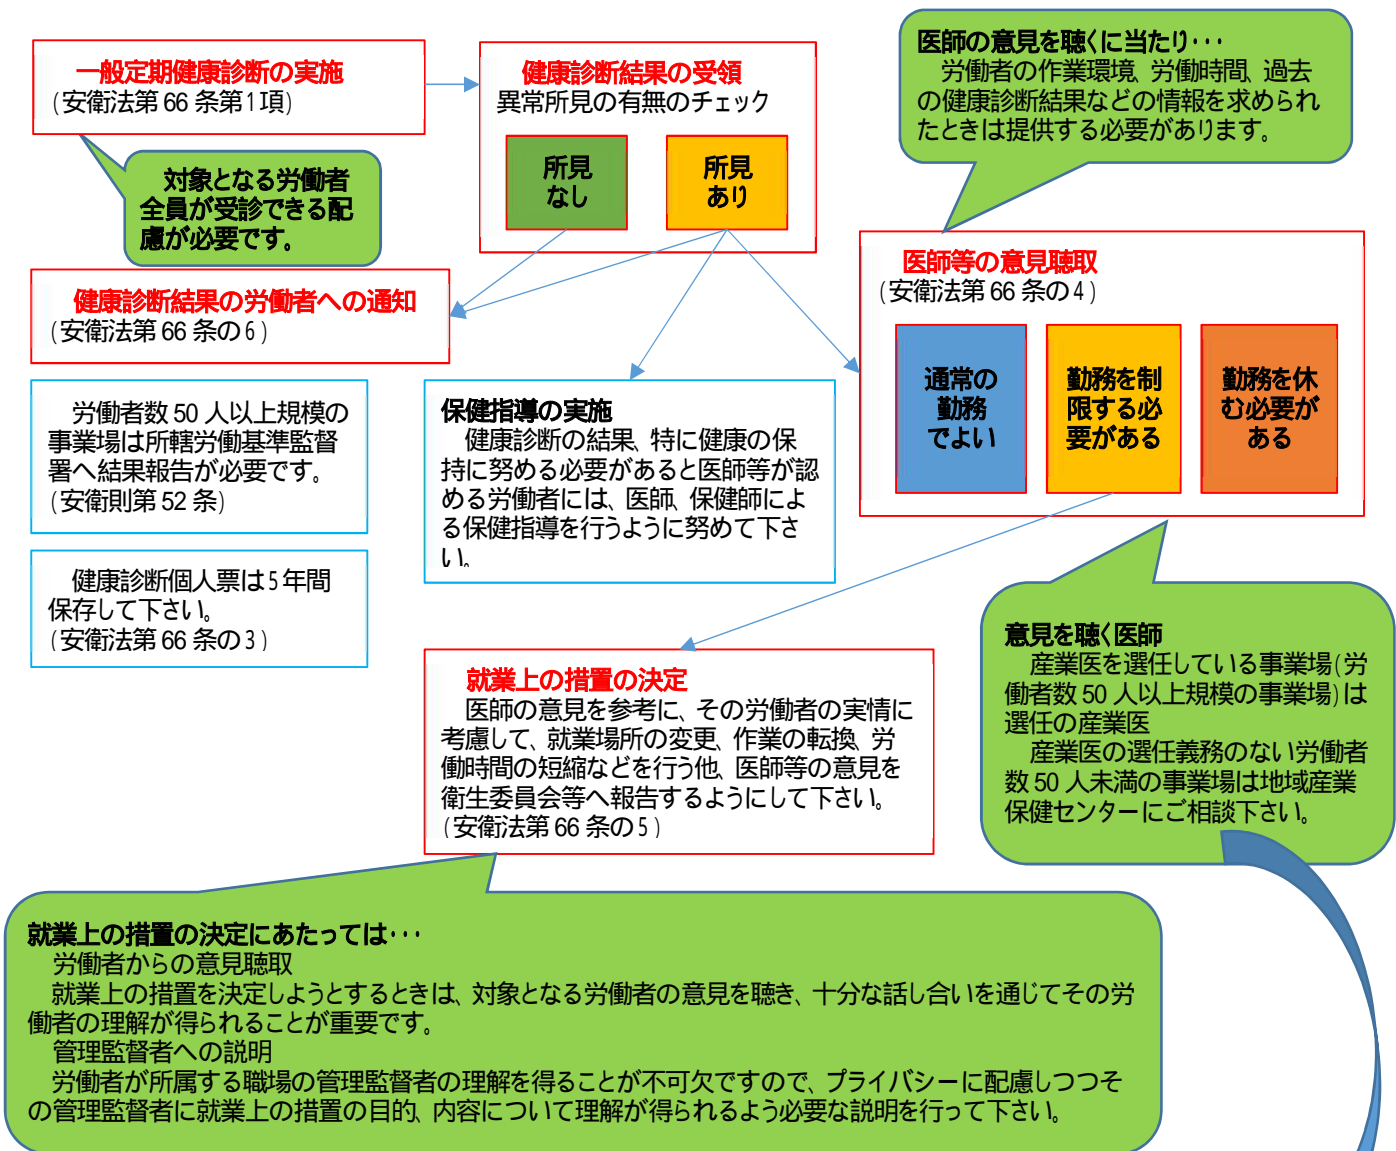 一般定期健康診断の実施
(安衛法第66条第1項)
対象となる労働者
全員が受診できる配
慮が必要です。
健康診断結果の受領
異常所見の有無のチェック
所見
なし
所見
あり
医師の意見を聴くに当たり・・・
労働者の作業環境、労働時間、過去
の健康診断結果などの情報を求められ
たときは提供する必要があります。
健康診断結果の労働者への通知
(安衛法第66条の6)
医師等の意見聴取
(安衛法第66条の4)
通常の
勤務
でよい
勤務を制
限する必
要がある
勤務を休
む必要が
ある
労働者数50人以上規模の
事業場は所轄労働基準監督
署へ結果報告が必要です。
(安衛則第52条)
保健指導の実施
健康診断の結果、特に健康の保
持に努める必要があると医師等が認
める労働者には、医師、保健師によ
る保健指導を行うように努めて下さ
い。
健康診断個人票は5年間
保存して下さい。
(安衛法第66条の3)
意見を聴く医師
産業医を選任している事業場(労
働者数50人以上規模の事業場)は
選任の産業医
産業医の選任義務のない労働者
数50人未満の事業場は地域産業
保健センターにご相談下さい。
就業上の措置の決定
医師の意見を参考に、その労働者の実情に
考慮して、就業場所の変更、作業の転換、労
働時間の短縮などを行う他、医師等の意見を
衛生委員会等へ報告するようにして下さい。
(安衛法第66条の5)
就業上の措置の決定にあたっては・・・
労働者からの意見聴取
就業上の措置を決定しようとするときは、対象となる労働者の意見を聴き、十分な話し合いを通じてその労
働者の理解が得られることが重要です。
管理監督者への説明
労働者が所属する職場の管理監督者の理解を得ることが不可欠ですので、プライバシーに配慮しつつそ
の管理監督者に就業上の措置の目的、内容について理解が得られるよう必要な説明を行って下さい。